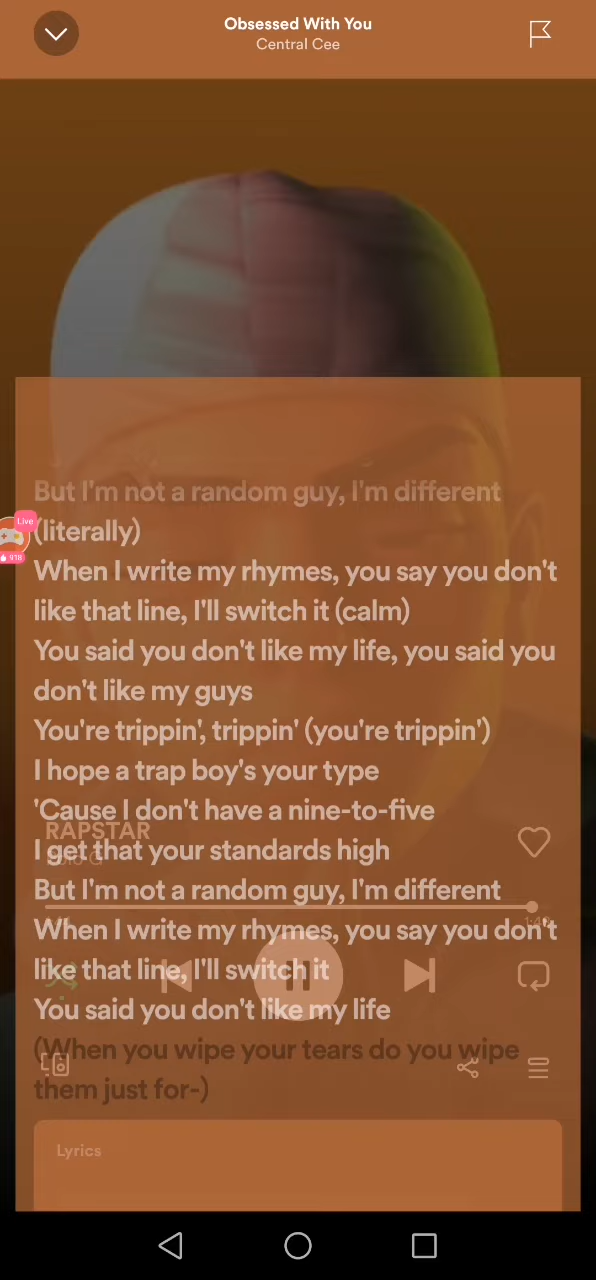 Obsessed With You
Central Cee
But I'm not a random guy, I'm different
(literally)
When I write my rhymes, you say you don't
like that line, I'll switch it (calm)
You said you don't like my life, you said you
don't like my guys
You're trippin', trippin' (you're trippin')
I hope a trap boy's your type
'Cause I don't have a nine-to-five
RAPSTAR
I get that your standards high
But I'm not a random guy, I'm different
When I write my rhymes, you say you don't
like that line, I'll switch it
You said you don't like my life
(When you wipe your tears do you wipe
them just for-)
Lyrics
Live
918